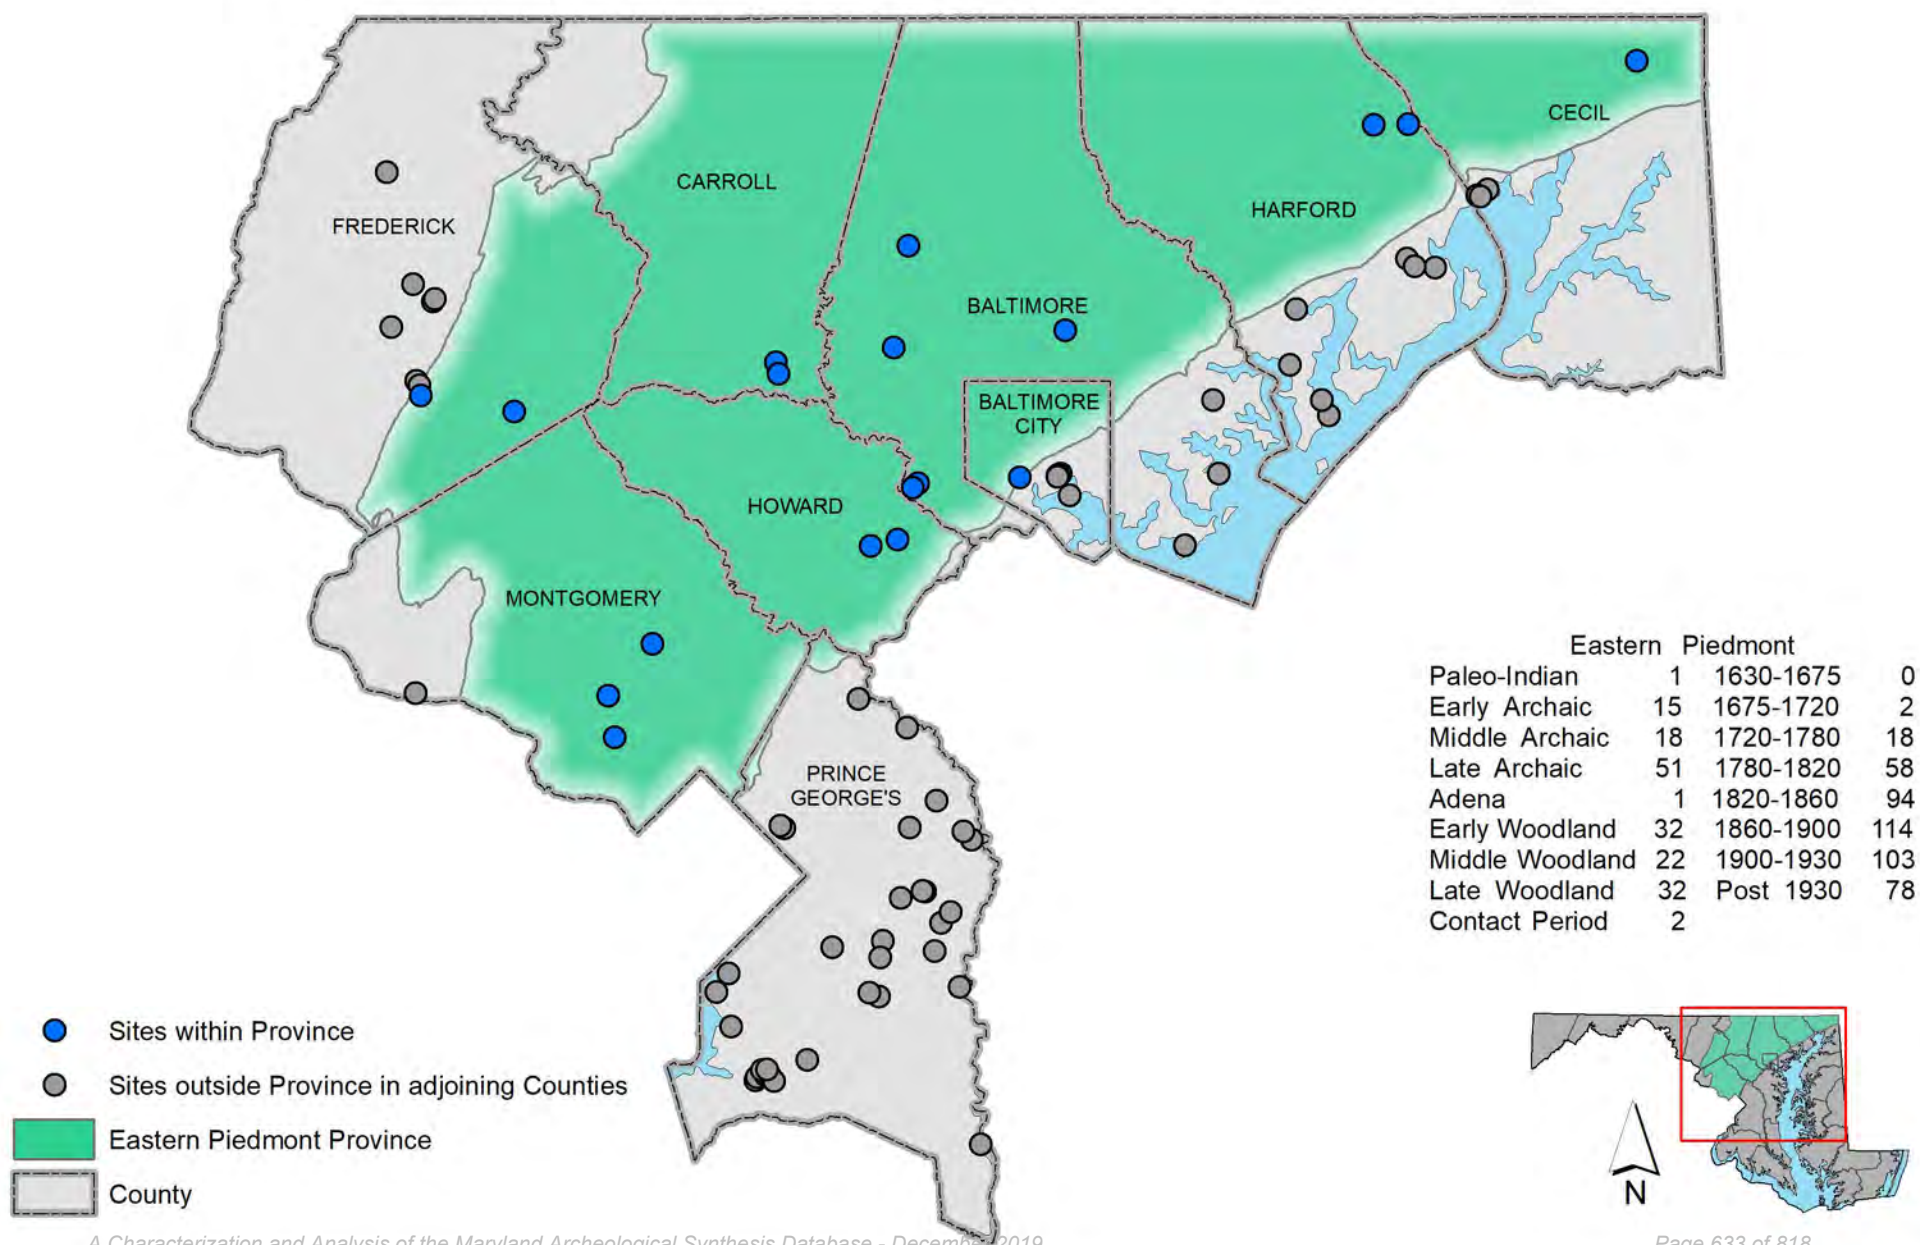 CECIL
CARROLL
HARFORD
FREDERICK
BALTIMORE
BALTIMORE
CITY
HOWARD
MONTGOMERY
PRINCE
GEORGE'S
Eastern Piedmont
Paleo-Indian 1 1630-1675 0
Early Archaic 15 1675-1720 2
Middle Archaic 18 1720-1780 18
Late Archaic 51 1780-1820 58
Adena 1 1820-1860 94
Early Woodland 32 1860-1900 114
Middle Woodland 22 1900-1930 103
Late Woodland 32 Post 1930 78
Contact Period 2
Sites within Province
Sites outside Province in adjoining Counties
Eastern Piedmont Province
County
N
A Characterization and Analysis of the Maryland Archeological Synthesis Database - December 2019
Page 633 of 818